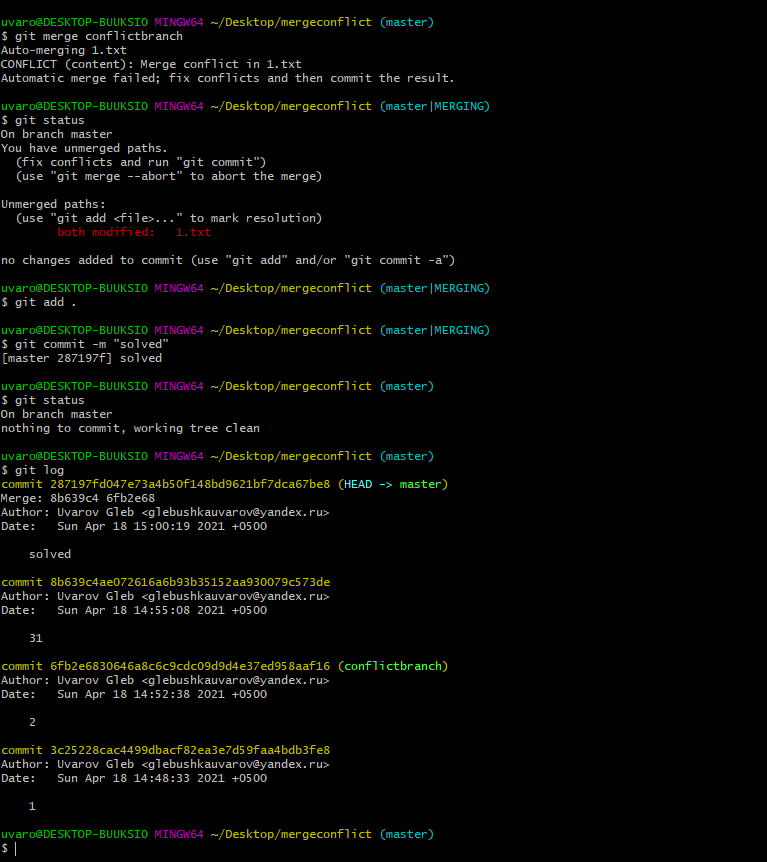 uvaro@DESKTOP-BUUKSIO MINGW64 ~/Desktop/mergeconflict (master)
$ git merge conflictbranch
Auto-merging 1.txt
CONFLICT (content): Merge conflict in 1.txt
Automatic merge failed; fix conflicts and then commit the result.
uvaro@DESKTOP-BUUKSIO MINGW64 ~/Desktop/mergeconflict (master|MERGING)
$ git status
On branch master
You have unmerged paths.
  (fix conflicts and run "git commit")
  (use "git merge --abort" to abort the merge)
Unmerged paths:
  (use "git add <file>..." to mark resolution)
        both modified:   1.txt
no changes added to commit (use "git add" and/or "git commit -a")
uvaro@DESKTOP-BUUKSIO MINGW64 ~/Desktop/mergeconflict (master|MERGING)
$ git add .
uvaro@DESKTOP-BUUKSIO MINGW64 ~/Desktop/mergeconflict (master|MERGING)
$ git commit -m "solved"
[master 287197f] solved
uvaro@DESKTOP-BUUKSIO MINGW64 ~/Desktop/mergeconflict (master)
$ git status
On branch master
nothing to commit, working tree clean
uvaro@DESKTOP-BUUKSIO MINGW64 ~/Desktop/mergeconflict (master)
$ git log
commit 287197fd047e73a4b50f148bd9621bf7dca67be8 (HEAD -> master)
Merge: 8b639c4 6fb2e68
Author: Uvarov Gleb <glebushkauvarov@yandex.ru>
Date:   Sun Apr 18 15:00:19 2021 +0500
    solved
commit 8b639c4ae072616a6b93b35152aa930079c573de
Author: Uvarov Gleb <glebushkauvarov@yandex.ru>
Date:   Sun Apr 18 14:55:08 2021 +0500
    31
commit 6fb2e6830646a8c6c9cdc09d9d4e37ed958aaf16 (conflictbranch)
Author: Uvarov Gleb <glebushkauvarov@yandex.ru>
Date:   Sun Apr 18 14:52:38 2021 +0500
    2
commit 3c25228cac4499dbacf82ea3e7d59faa4bdb3fe8
Author: Uvarov Gleb <glebushkauvarov@yandex.ru>
Date:   Sun Apr 18 14:48:33 2021 +0500
    1
uvaro@DESKTOP-BUUKSIO MINGW64 ~/Desktop/mergeconflict (master)
$